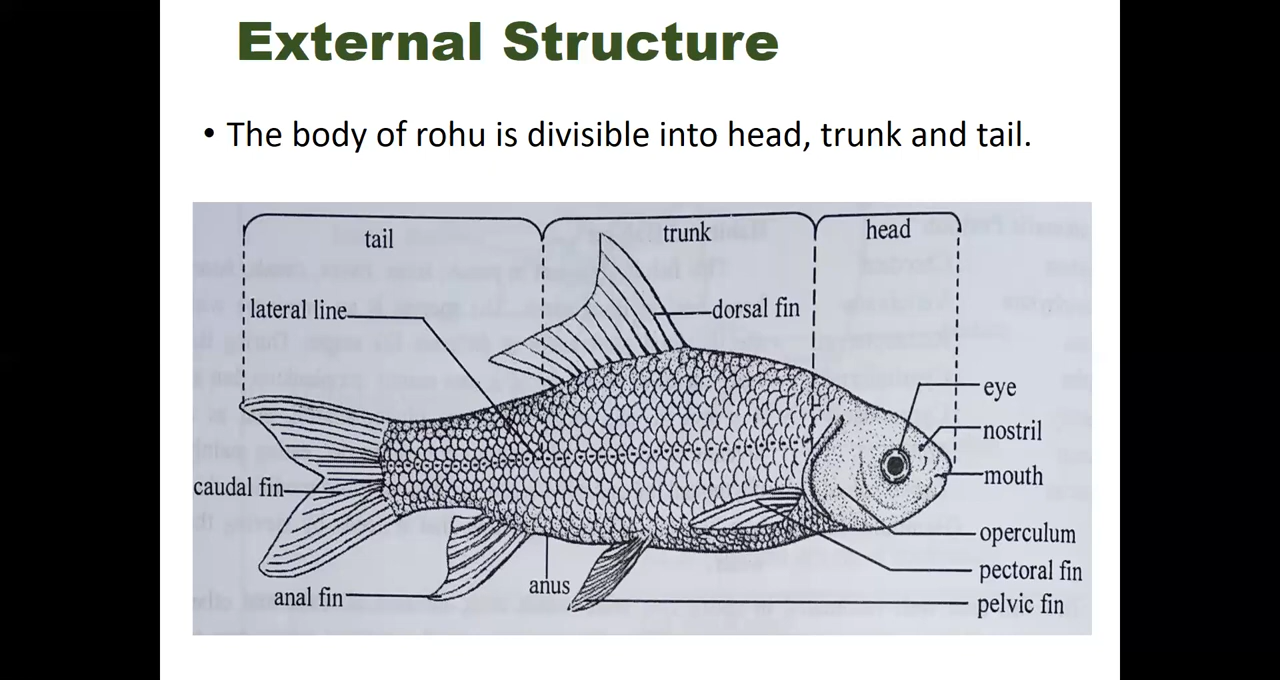 External Structure
• The body of rohu is divisible into head, trunk and tail.
tail
trunk
head
lateral line
dorsal fin
eye
nostril
mouth
caudal fin
operculum
pectoral fin
anus
anal fin
pelvic fin